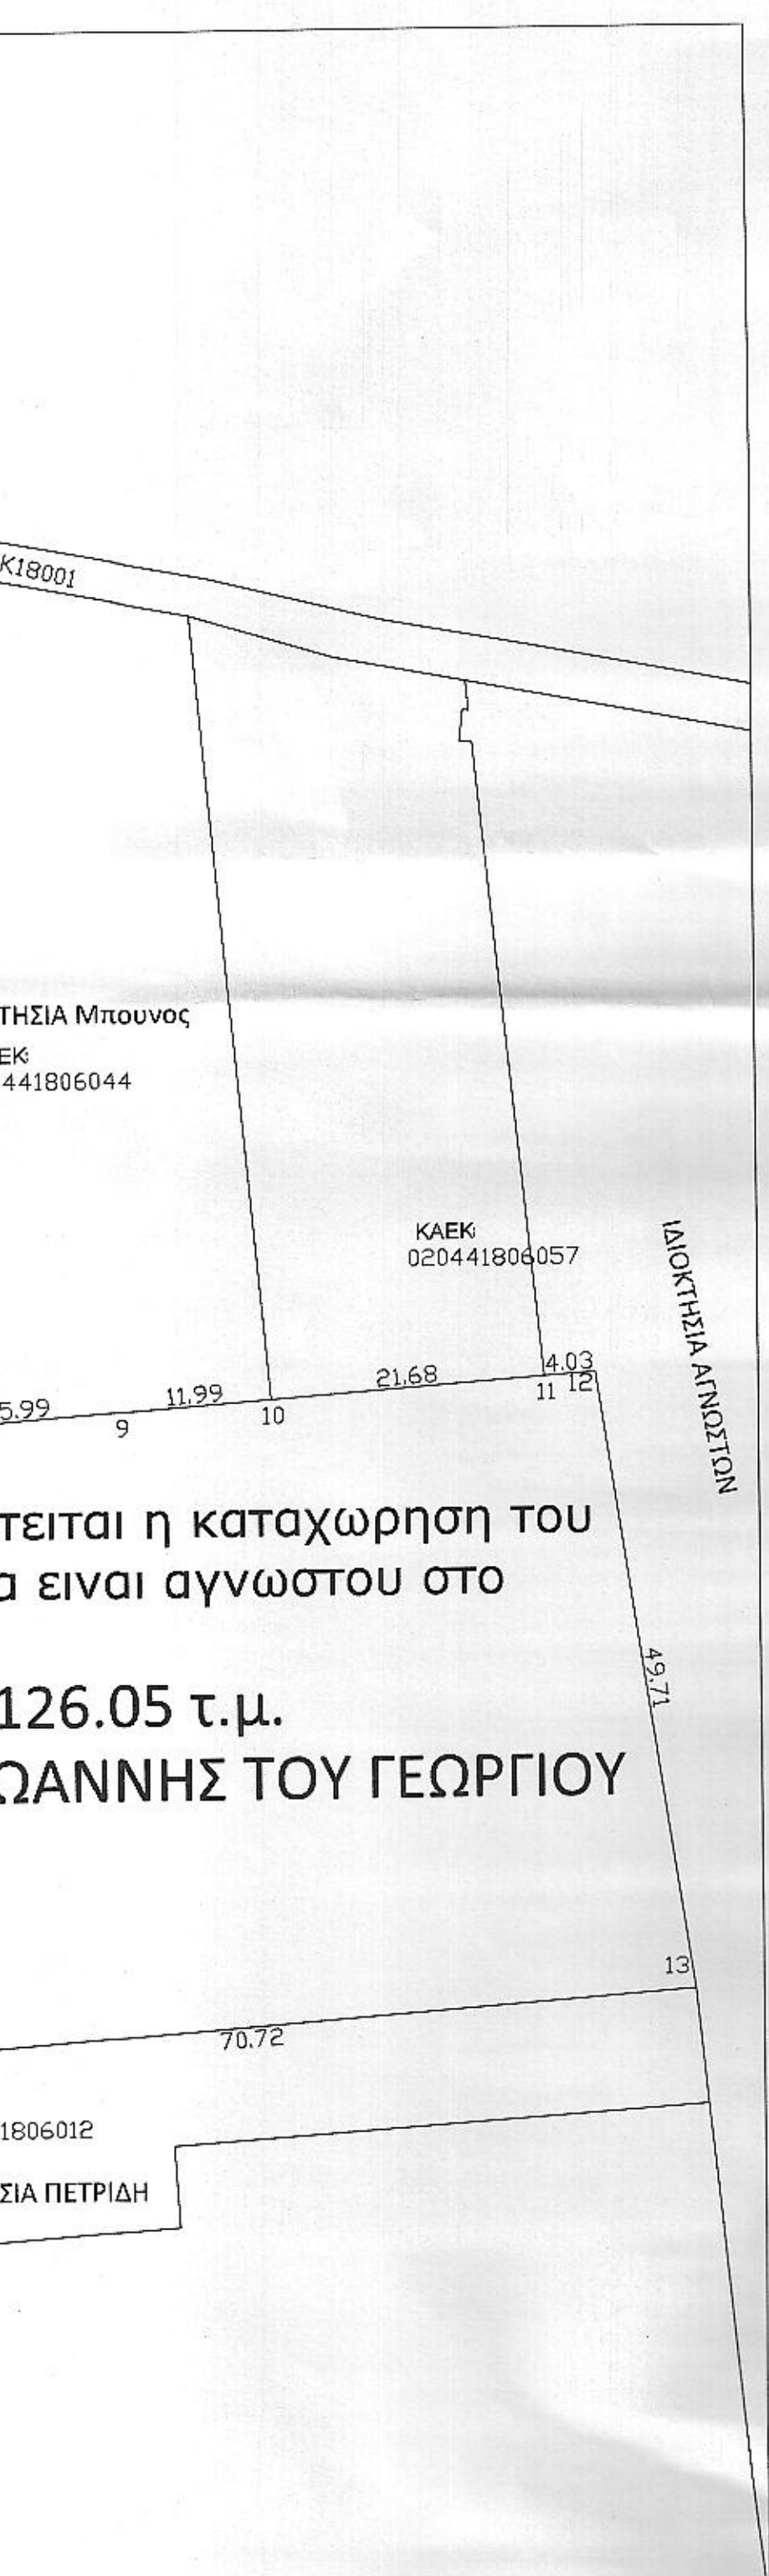 K18001
ΤΗΣΙΑ Μπουνος
ΕΚ:
441806044
ΚΑΕΚ:
020441806057
ΙΔΙΟΚΤΗΣΙΑ ΑΓΝΩΣΤΩΝ
5.99
9
11.99
10
21.68
11
4.03
12
τειται η καταχωρηση του
α ειναι αγνωστου στο
49.71
126.05 τ.μ.
ΩΑΝΝΗΣ ΤΟΥ ΓΕΩΡΓΙΟΥ
13
70.72
1806012
ΣΙΑ ΠΕΤΡΙΔΗ